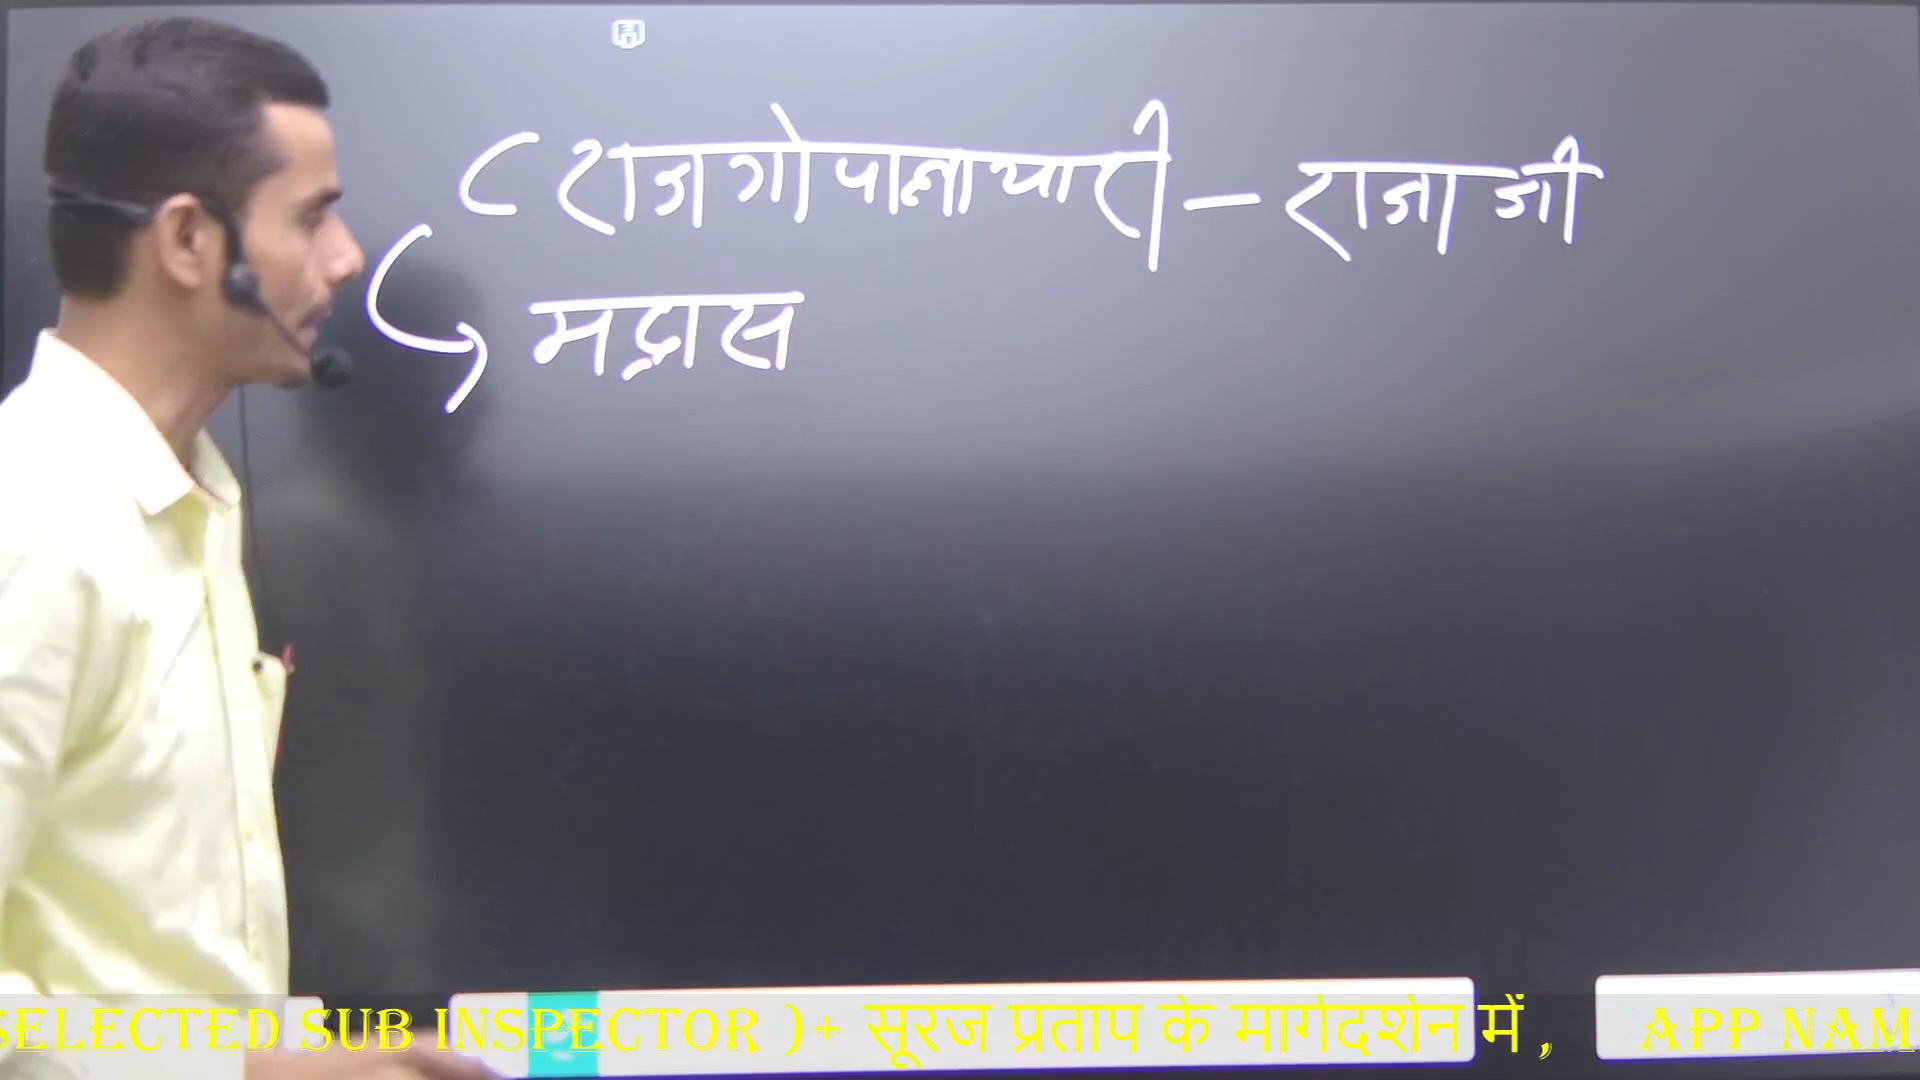 राजगोपालाचारी – राजा जी
मद्रास
SELECTED SUB INSPECTOR )+ सूरज प्रताप के मार्गदर्शन में , APP NAM